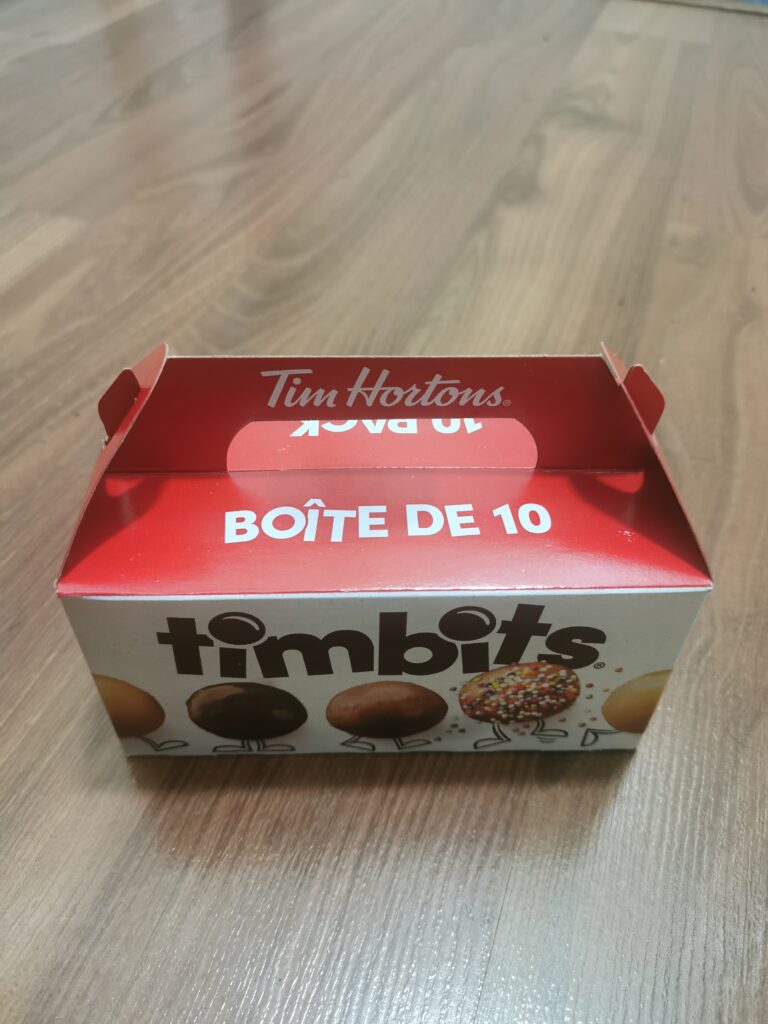 Tim Hortons®
10 PACK
BOÎTE DE 10
timbits®